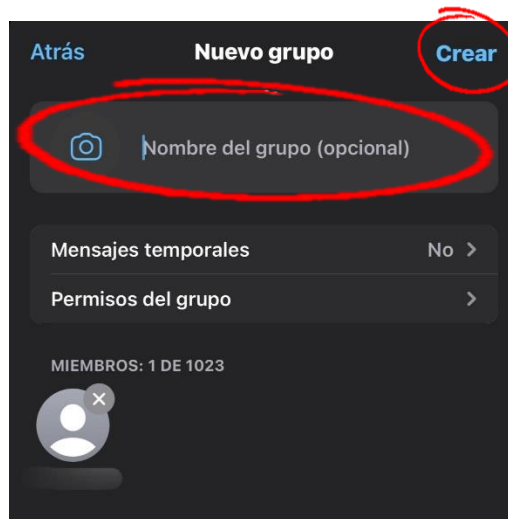 Atrás Nuevo grupo Crear
Nombre del grupo (opcional)
Mensajes temporales No
Permisos del grupo
MIEMBROS: 1 DE 1023